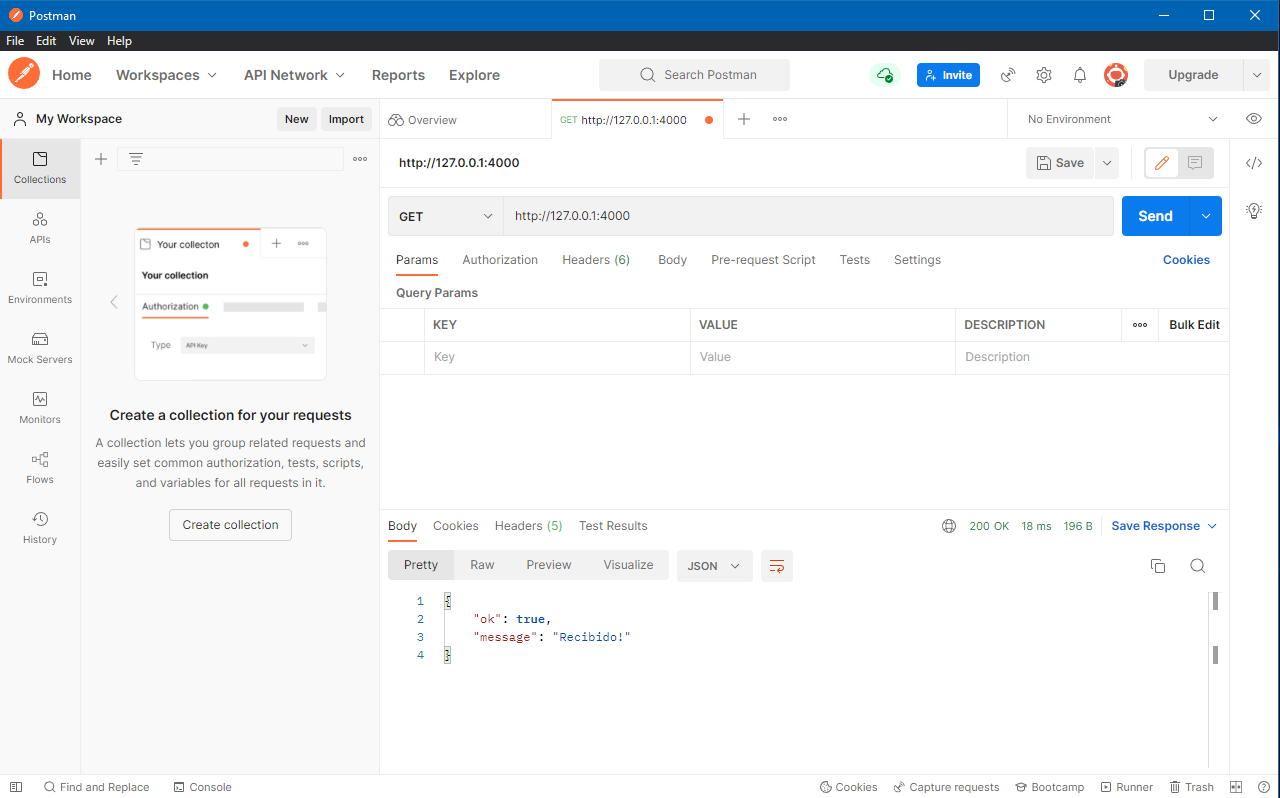 Postman
File Edit View Help
Home Workspaces API Network Reports Explore Search Postman Invite Upgrade
My Workspace New Import
Overview GET http://127.0.0.1:4000 No Environment
http://127.0.0.1:4000 Save
GET http://127.0.0.1:4000 Send
Params Authorization Headers (6) Body Pre-request Script Tests Settings Cookies
Query Params
KEY VALUE DESCRIPTION Bulk Edit
Key Value Description
Collections
APIs
Environments
Mock Servers
Monitors
Flows
History
Your collecton
Your collection
Authorization
Type API Key
Create a collection for your requests
A collection lets you group related requests and
easily set common authorization, tests, scripts,
and variables for all requests in it.
Create collection
Body Cookies Headers (5) Test Results 200 OK 18 ms 196 B Save Response
Pretty Raw Preview Visualize JSON
1 {
2 "ok": true,
3 "message": "Recibido!"
4 }
Find and Replace Console Cookies Capture requests Bootcamp Runner Trash